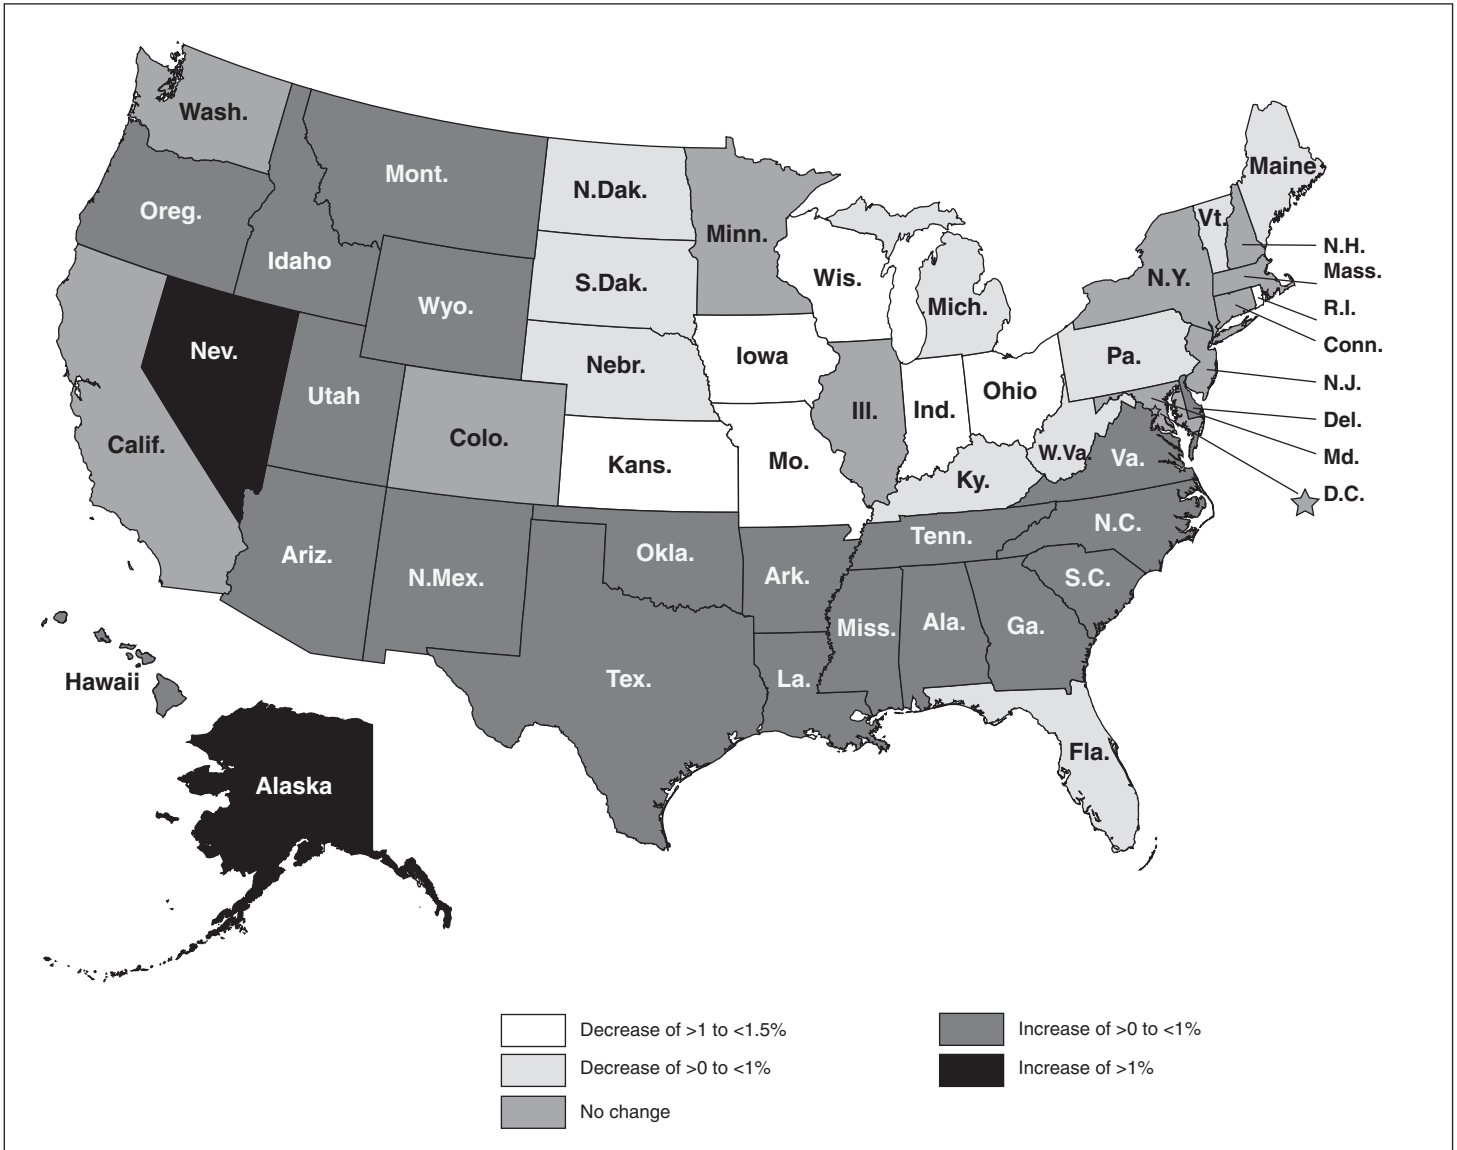 Wash.
Maine
Mont.
N.Dak.
Oreg.
Vt.
Minn.
N.H.
Idaho
Mass.
S.Dak.
Wis.
N.Y.
Wyo.
Mich.
R.I.
Nev.
Conn.
Iowa
Pa.
Nebr.
N.J.
Ohio
Utah
Ill.
Ind.
Del.
Colo.
Calif.
W.Va.
Va.
Md.
Kans.
Mo.
Ky.
D.C.
N.C.
Tenn.
Ariz.
Okla.
Ark.
N.Mex.
S.C.
Miss.
Ala.
Ga.
Tex.
La.
Hawaii
Fla.
Alaska
Decrease of >1 to <1.5%
Decrease of >0 to <1%
No change
Increase of >0 to <1%
Increase of >1%